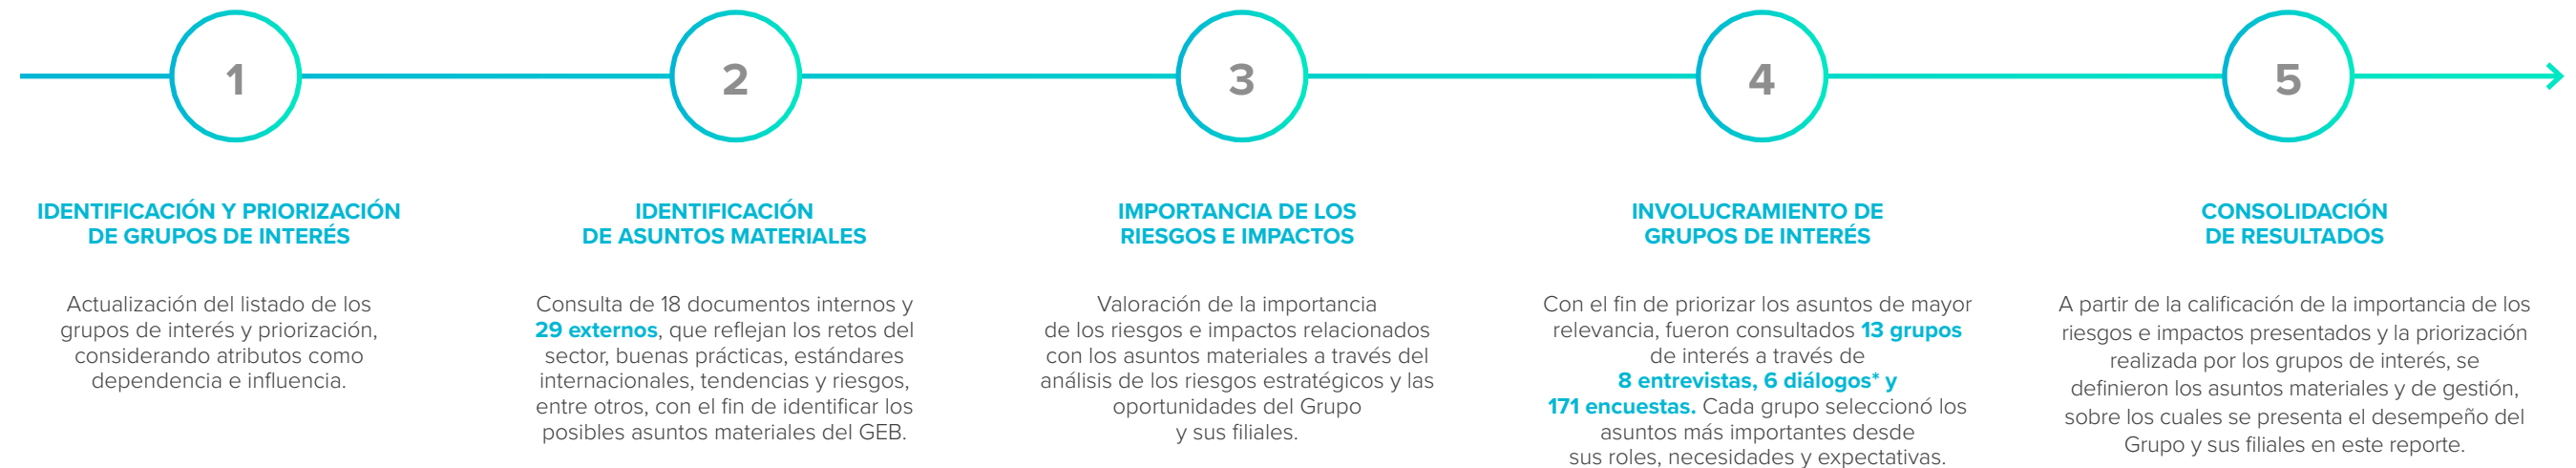 1
IDENTIFICACIÓN Y PRIORIZACIÓN
DE GRUPOS DE INTERÉS
Actualización del listado de los
grupos de interés y priorización,
considerando atributos como
dependencia e influencia.
2
IDENTIFICACIÓN
DE ASUNTOS MATERIALES
Consulta de 18 documentos internos y
29 externos, que reflejan los retos del
sector, buenas prácticas, estándares
internacionales, tendencias y riesgos,
entre otros, con el fin de identificar los
posibles asuntos materiales del GEB.
3
IMPORTANCIA DE LOS
RIESGOS E IMPACTOS
Valoración de la importancia
de los riesgos e impactos relacionados
con los asuntos materiales a través del
análisis de los riesgos estratégicos y las
oportunidades del Grupo
y sus filiales.
4
INVOLUCRAMIENTO DE
GRUPOS DE INTERÉS
Con el fin de priorizar los asuntos de mayor
relevancia, fueron consultados 13 grupos
de interés a través de
8 entrevistas, 6 diálogos* y
171 encuestas. Cada grupo seleccionó los
asuntos más importantes desde
sus roles, necesidades y expectativas.
5
CONSOLIDACIÓN
DE RESULTADOS
A partir de la calificación de la importancia de los
riesgos e impactos presentados y la priorización
realizada por los grupos de interés, se
definieron los asuntos materiales y de gestión,
sobre los cuales se presenta el desempeño del
Grupo y sus filiales en este reporte.